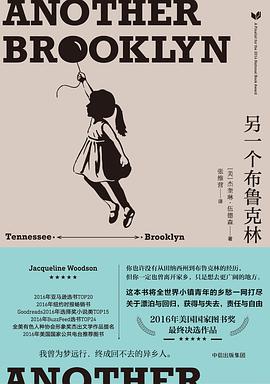 ANOTHER
BROOKLYN
A Finalist for the 2016 National Book Award
另一个布鲁克林
[美] 杰奎琳·伍德森 著
张维营 译
Tennessee
Brooklyn
Jacqueline Woodson
★★★★★
2016年亚马逊选书TOP20
2016年纽约时报畅销书
Goodreads2016年选择奖小说类TOP15
2016年BuzzFeed选书TOP24
全美有色人种协会形象奖杰出文学作品提名
2016年美国国家公共电台推荐图书
你也许没有从田纳西州到布鲁克林的经历,
但你一定也曾离开家乡,只是想去更广阔的地方。
这本书将全世界小镇青年的乡愁一网打尽
关于漂泊与回归,获得与失去,责任与自由
2016年美国国家图书奖
最终决选作品
★★★★★
我曾为梦远行,终成回不去的异乡人。
中信出版集团
ANOTHER